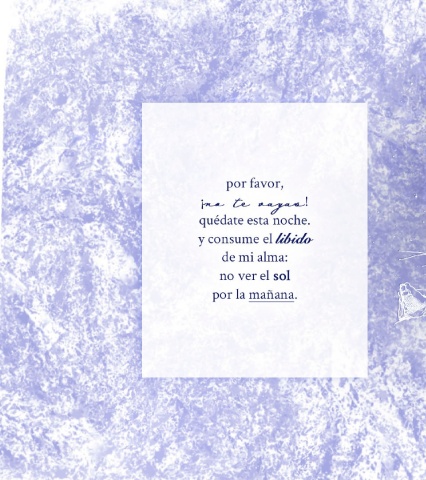 por favor,
¡no te vayas!
quédate esta noche.
y consume el libido
de mi alma:
no ver el sol
por la mañana.